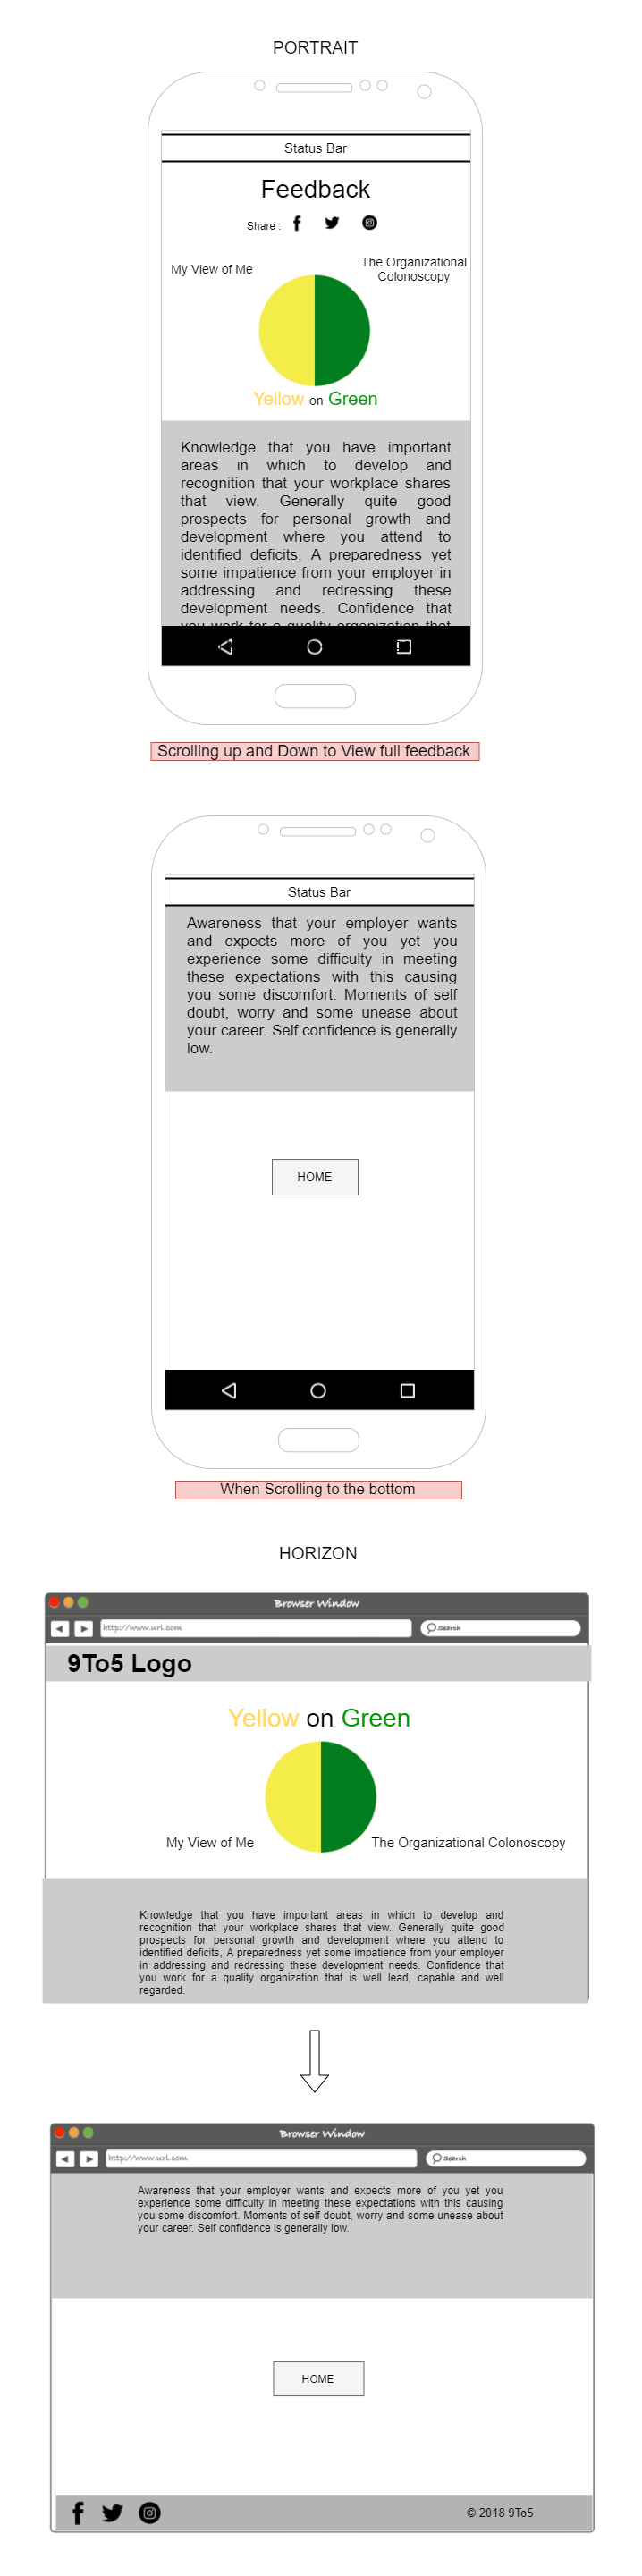 PORTRAIT
Status Bar
Feedback
Share :
My View of Me
The Organizational
Colonoscopy
Yellow on Green
Knowledge that you have important
areas in which to develop and
recognition that your workplace shares
that view. Generally quite good
prospects for personal growth and
development where you attend to
identified deficits, A preparedness yet
some impatience from your employer in
addressing and redressing these
development needs. Confidence that
you work for a quality organization that
Scrolling up and Down to View full feedback
Status Bar
Awareness that your employer wants
and expects more of you yet you
experience some difficulty in meeting
these expectations with this causing
you some discomfort. Moments of self
doubt, worry and some unease about
your career. Self confidence is generally
low.
HOME
When Scrolling to the bottom
HORIZON
Browser Window
http://www.url.com
Search
9To5 Logo
Yellow on Green
My View of Me
The Organizational Colonoscopy
Knowledge that you have important areas in which to develop and
recognition that your workplace shares that view. Generally quite good
prospects for personal growth and development where you attend to
identified deficits, A preparedness yet some impatience from your employer
in addressing and redressing these development needs. Confidence that
you work for a quality organization that is well lead, capable and well
regarded.
Browser Window
http://www.url.com
Search
Awareness that your employer wants and expects more of you yet you
experience some difficulty in meeting these expectations with this causing
you some discomfort. Moments of self doubt, worry and some unease about
your career. Self confidence is generally low.
HOME
© 2018 9To5